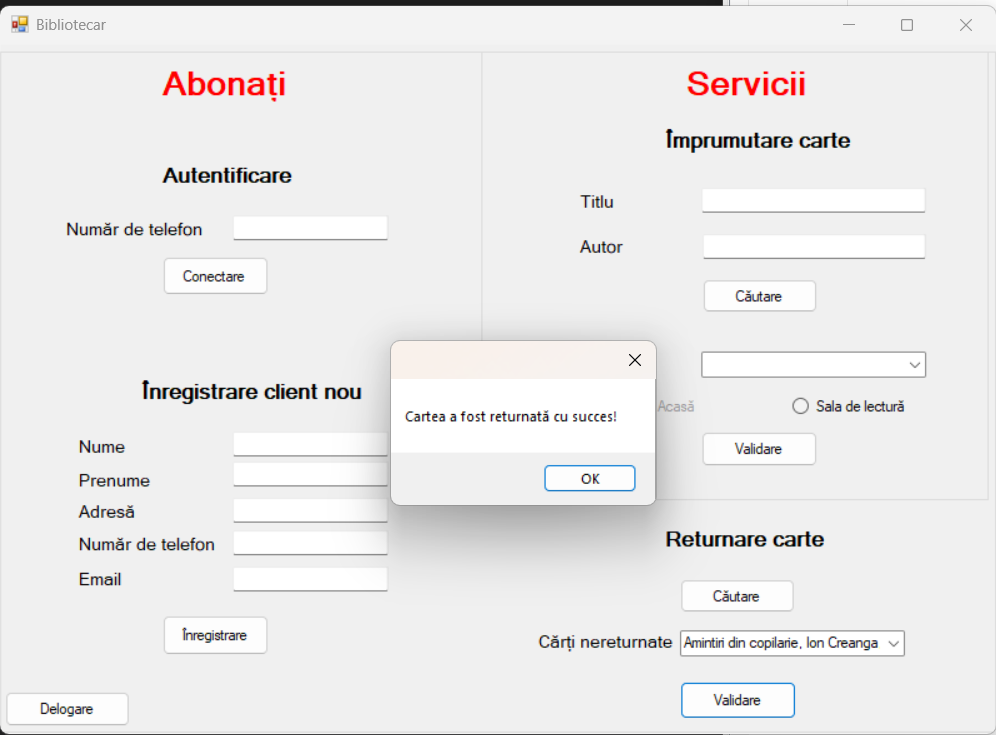 Bibliotecar
Abonați
Autentificare
Număr de telefon
Conectare
Înregistrare client nou
Nume
Prenume
Adresă
Număr de telefon
Email
Înregistrare
Delogare
Servicii
Împrumutare carte
Titlu
Autor
Căutare
Acasă
Sala de lectură
Validare
Cartea a fost returnată cu succes!
OK
Returnare carte
Căutare
Cărți nereturnate Amintiri din copilarie, Ion Creanga
Validare